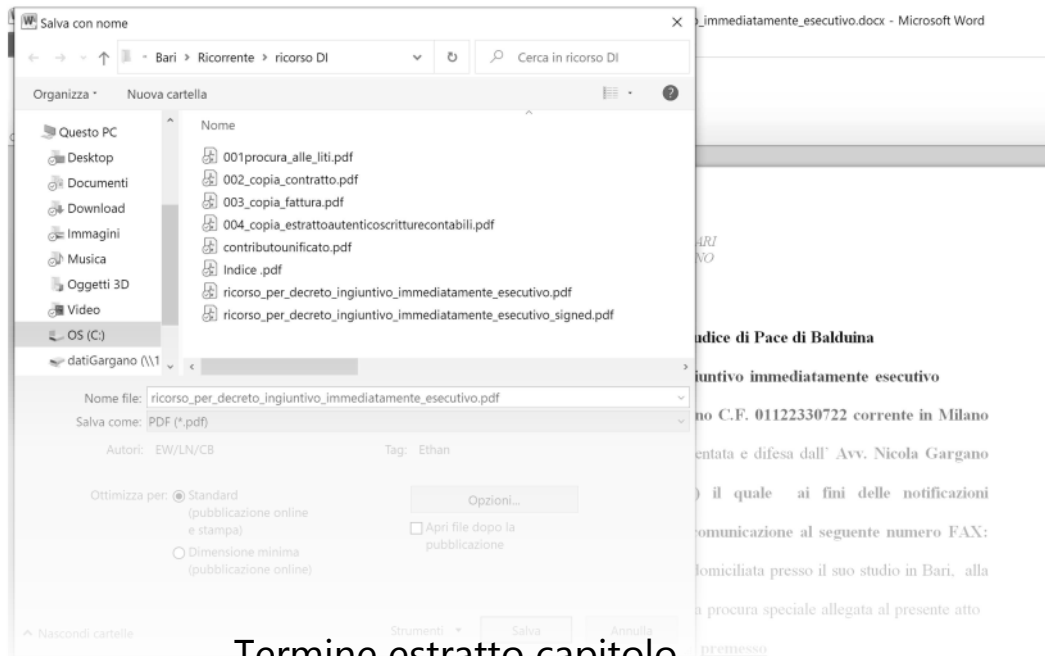 Salva con nome
_immediatamente_esecutivo.docx - Microsoft Word
Bari > Ricorrente > ricorso DI
Cerca in ricorso DI
Organizza
Nuova cartella
Questo PC
Desktop
Documenti
Download
Immagini
Musica
Oggetti 3D
Video
OS (C:)
datiGargano (\\1
Nome
001procura_alle_liti.pdf
002_copia_contratto.pdf
003_copia_fattura.pdf
004_copia_estrattoautenticoscritturecontabili.pdf
contributounificato.pdf
Indice .pdf
ricorso_per_decreto_ingiuntivo_immediatamente_esecutivo.pdf
ricorso_per_decreto_ingiuntivo_immediatamente_esecutivo_signed.pdf
Nome file: ricorso_per_decreto_ingiuntivo_immediatamente_esecutivo.pdf
Salva come: PDF (*.pdf)
Autori: EW/LN/CB
Tag: Ethan
Ottimizza per: Standard
(pubblicazione online
e stampa)
Dimensione minima
(pubblicazione online)
Opzioni...
Apri file dopo la
pubblicazione
Nascondi cartelle
Strumenti
Salva
Annulla
ARI
NO
udice di Pace di Balduina
iuntivo immediatamente esecutivo
no C.F. 01122330722 corrente in Milano
entata e difesa dall' Avv. Nicola Gargano
) il quale ai fini delle notificazioni
omunicazione al seguente numero FAX:
domiciliata presso il suo studio in Bari, alla
a procura speciale allegata al presente atto
premesso
Termine estratto capitolo